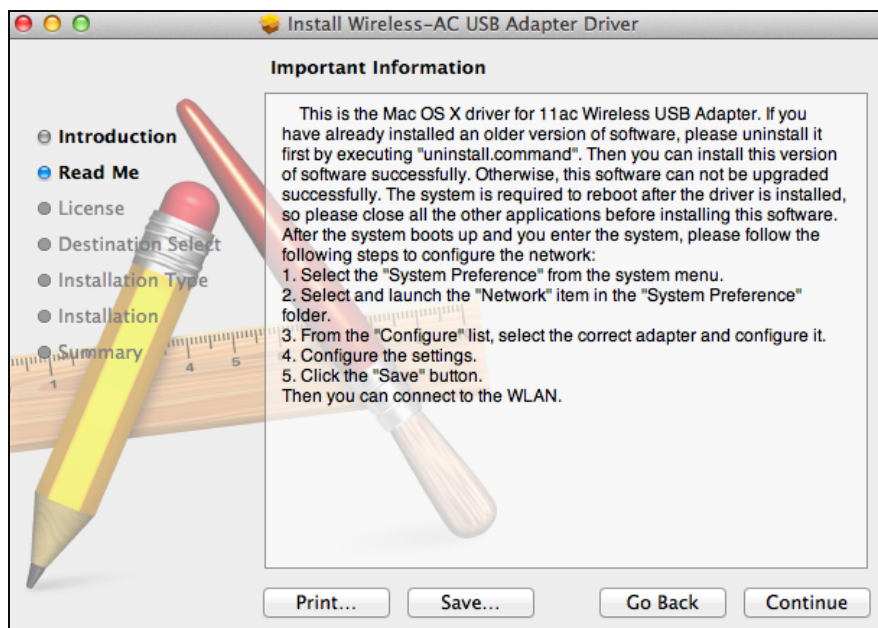 Install Wireless-AC USB Adapter Driver
Important Information
Introduction
Read Me
License
Destination Select
Installation Type
Installation
Summary
This is the Mac OS X driver for 11ac Wireless USB Adapter. If you
have already installed an older version of software, please uninstall it
first by executing "uninstall.command". Then you can install this version
of software successfully. Otherwise, this software can not be upgraded
successfully. The system is required to reboot after the driver is installed,
so please close all the other applications before installing this software.
After the system boots up and you enter the system, please follow the
following steps to configure the network:
1. Select the "System Preference" from the system menu.
2. Select and launch the "Network" item in the "System Preference"
folder.
3. From the "Configure" list, select the correct adapter and configure it.
4. Configure the settings.
5. Click the "Save" button.
Then you can connect to the WLAN.
1
4
5
Print...
Save...
Go Back
Continue